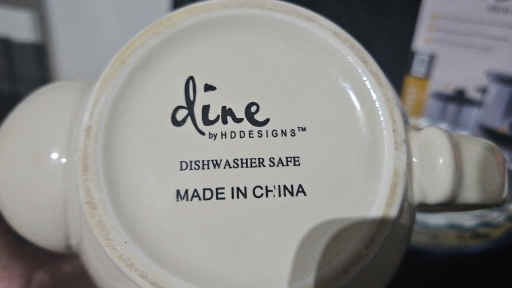 dine
by HDDESIGNS™
DISHWASHER SAFE
MADE IN CHINA